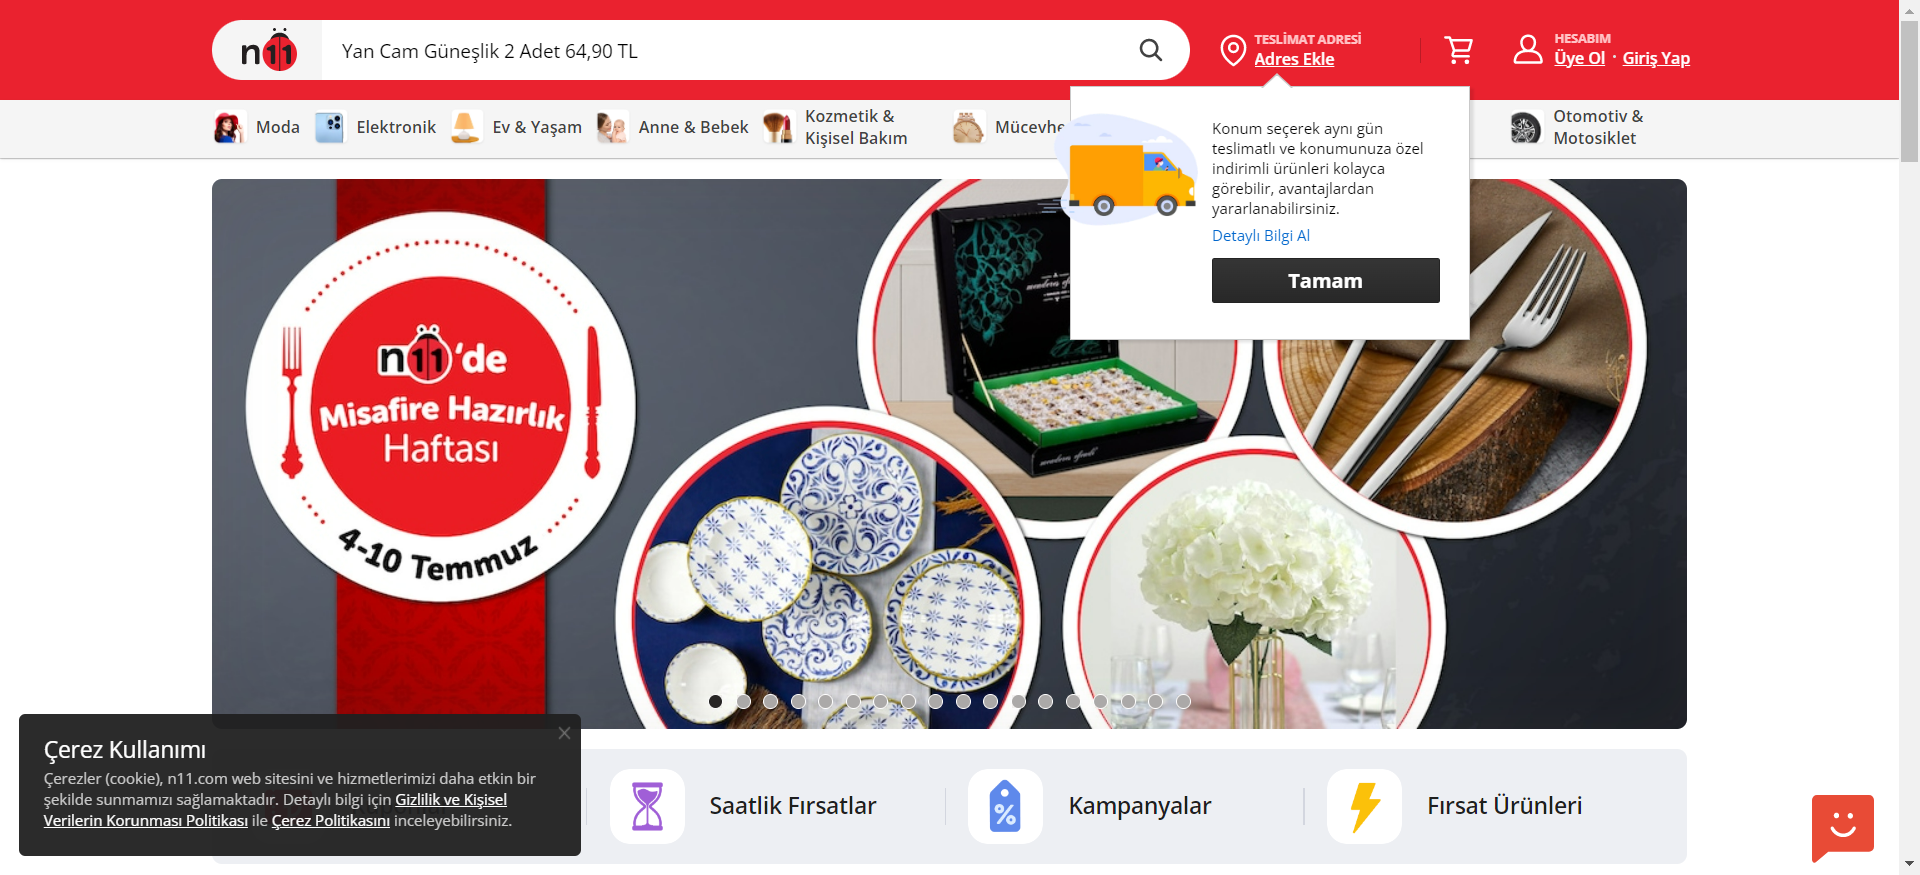 n11
Yan Cam Güneşlik 2 Adet 64,90 TL
TESLİMAT ADRESİ
Adres Ekle
HESABIM
Üye Ol · Giriş Yap
Moda
Elektronik
Ev & Yaşam
Anne & Bebek
Kozmetik &
Kişisel Bakım
Mücevhe
Otomotiv &
Motosiklet
Konum seçerek aynı gün
teslimatlı ve konumunuza özel
indirimli ürünleri kolayca
görebilir, avantajlardan
yararlanabilirsiniz.
Detaylı Bilgi Al
Tamam
n11'de
Misafire Hazırlık
Haftası
4-10 Temmuz
Çerez Kullanımı
Çerezler (cookie), n11.com web sitesini ve hizmetlerimizi daha etkin bir
şekilde sunmamızı sağlamaktadır. Detaylı bilgi için Gizlilik ve Kişisel
Verilerin Korunması Politikası ile Çerez Politikasını inceleyebilirsiniz.
Saatlik Fırsatlar
Kampanyalar
Fırsat Ürünleri